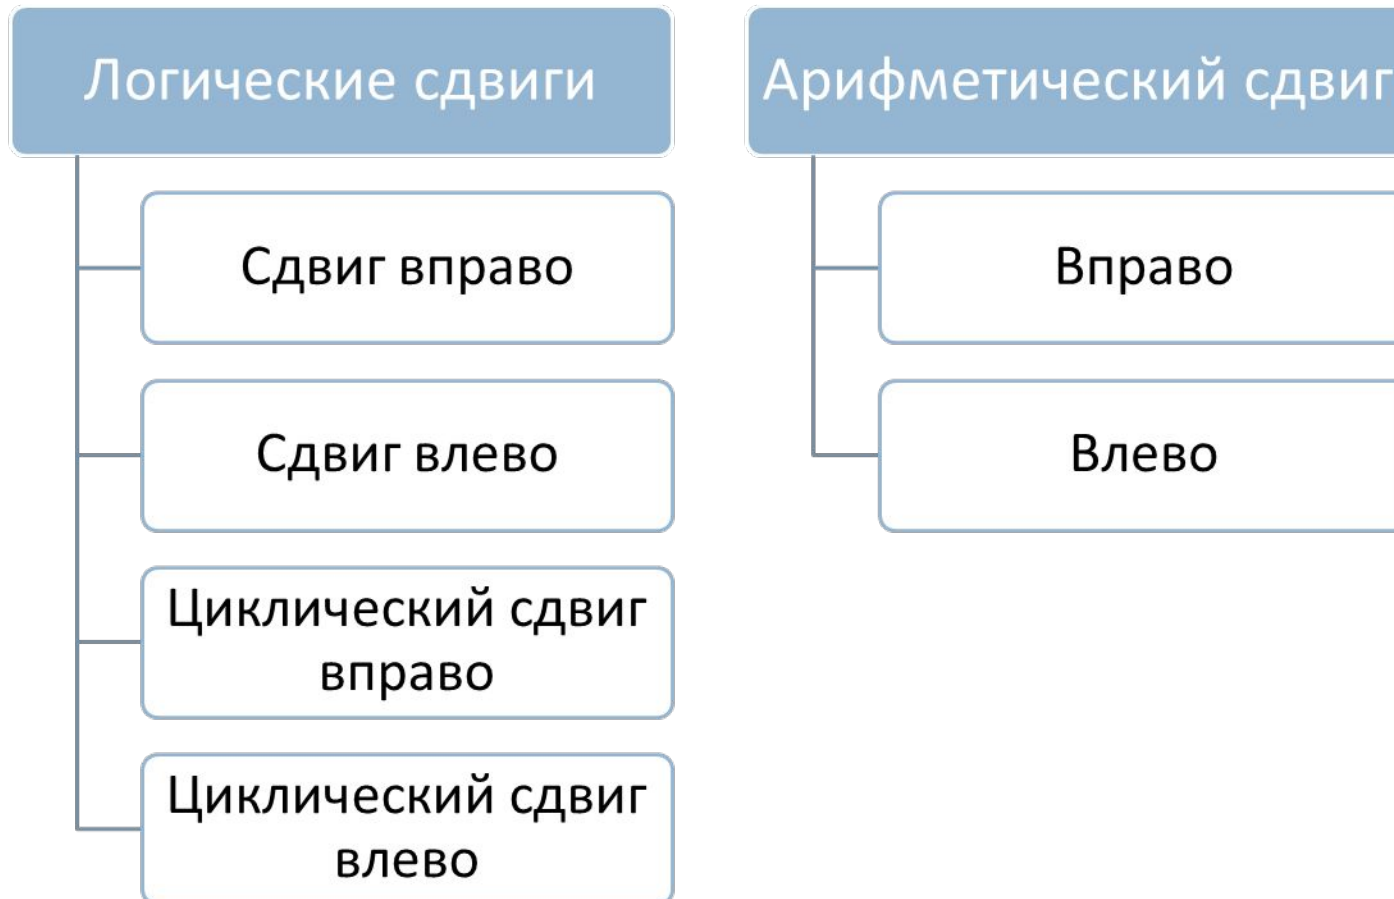 Логические сдвиги
Сдвиг вправо
Сдвиг влево
Циклический сдвиг
вправо
Циклический сдвиг
влево
Арифметический сдвиг
Вправо
Влево